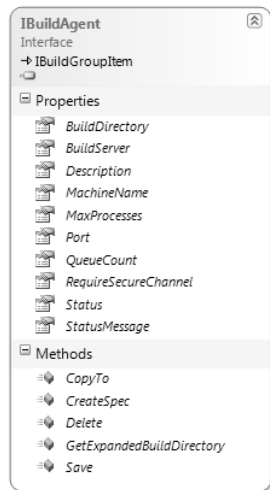 IBuildAgent
Interface
IBuildGroupItem
Properties
BuildDirectory
BuildServer
Description
MachineName
MaxProcesses
Port
QueueCount
RequireSecureChannel
Status
StatusMessage
Methods
CopyTo
CreateSpec
Delete
GetExpandedBuildDirectory
Save